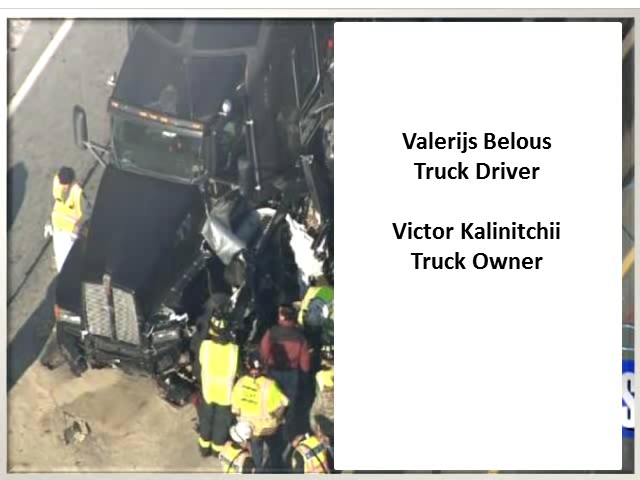 Valerijs Belous
Truck Driver
Victor Kalinitchii
Truck Owner